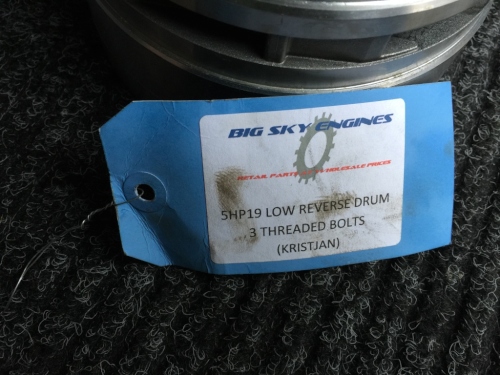 BIG SKY ENGINES
RETAIL PARTS AT WHOLESALE PRICES
5HP19 LOW REVERSE DRUM
3 THREADED BOLTS
(KRISTJAN)